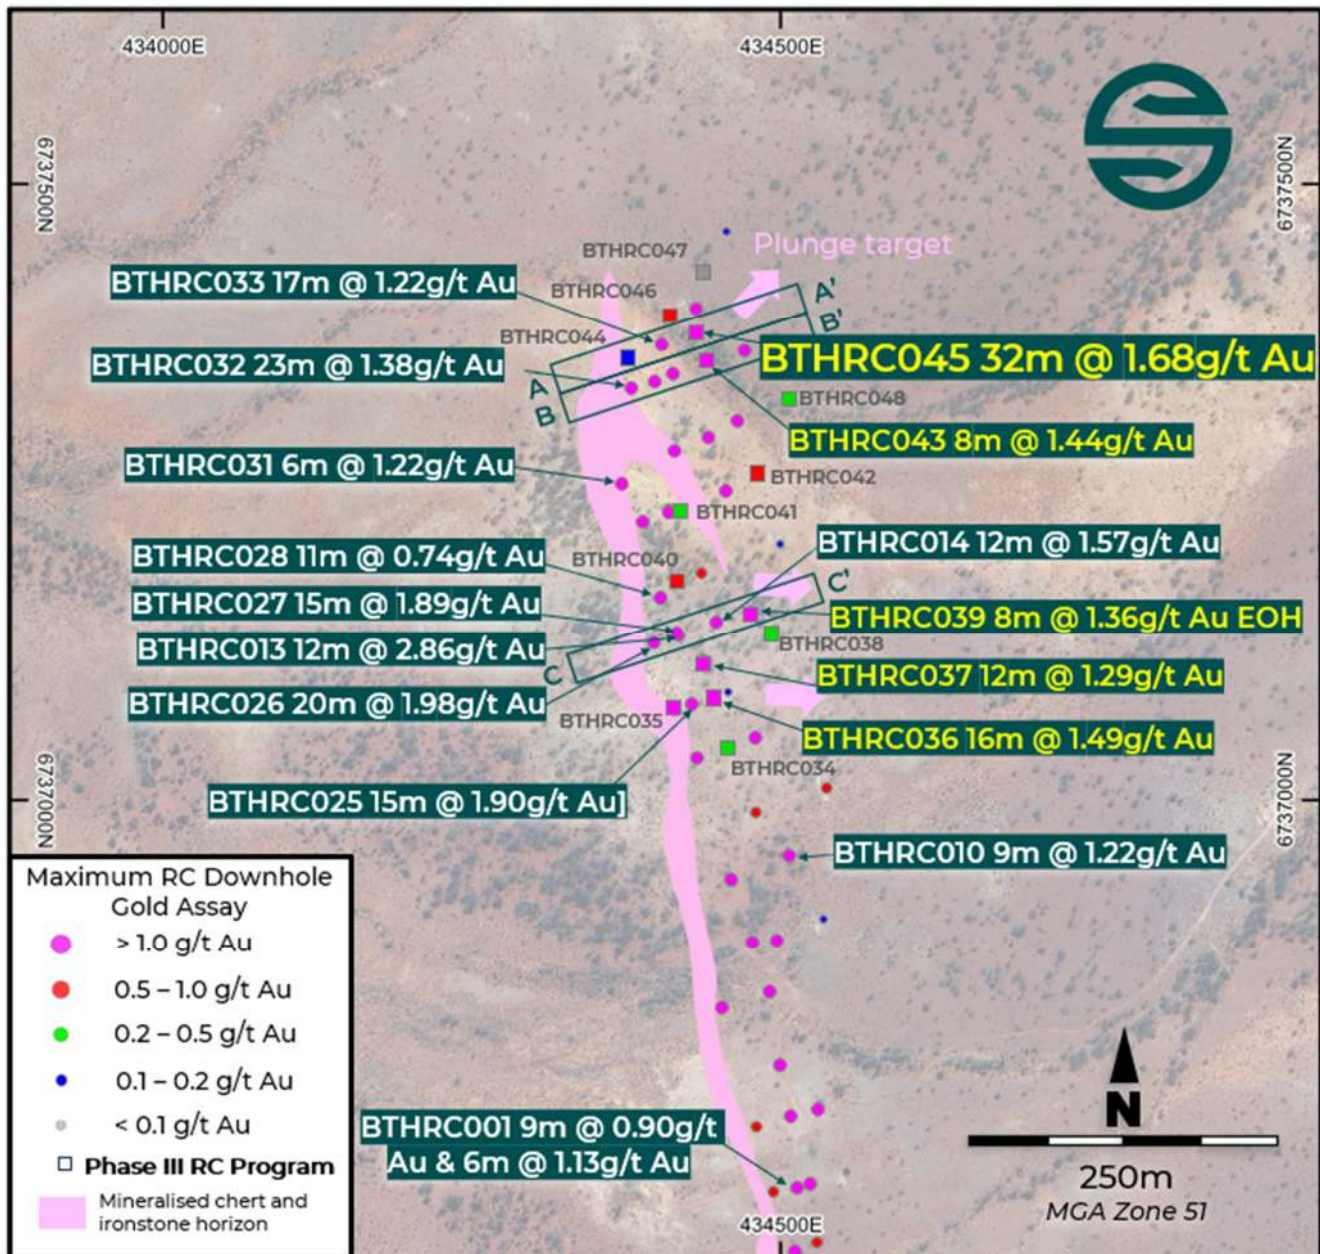 434000E
434500E
6737500N
6737500N
Plunge target
BTHRC047
BTHRC033 17m @ 1.22g/t Au
BTHRC046
A'
B'
BTHRC044
BTHRC045 32m @ 1.68g/t Au
BTHRC032 23m @ 1.38g/t Au
A
B
BTHRC048
BTHRC043 8m @ 1.44g/t Au
BTHRC031 6m @ 1.22g/t Au
BTHRC042
BTHRC041
BTHRC014 12m @ 1.57g/t Au
BTHRC028 11m @ 0.74g/t Au
BTHRC040
C'
BTHRC027 15m @ 1.89g/t Au
BTHRC039 8m @ 1.36g/t Au EOH
BTHRC013 12m @ 2.86g/t Au
BTHRC038
C
BTHRC037 12m @ 1.29g/t Au
BTHRC026 20m @ 1.98g/t Au
BTHRC035
BTHRC036 16m @ 1.49g/t Au
BTHRC034
BTHRC025 15m @ 1.90g/t Au]
6737000N
6737000N
BTHRC010 9m @ 1.22g/t Au
Maximum RC Downhole
Gold Assay
> 1.0 g/t Au
0.5 – 1.0 g/t Au
0.2 – 0.5 g/t Au
0.1 – 0.2 g/t Au
< 0.1 g/t Au
Phase III RC Program
Mineralised chert and
ironstone horizon
BTHRC001 9m @ 0.90g/t
Au & 6m @ 1.13g/t Au
N
250m
MGA Zone 51
434500E